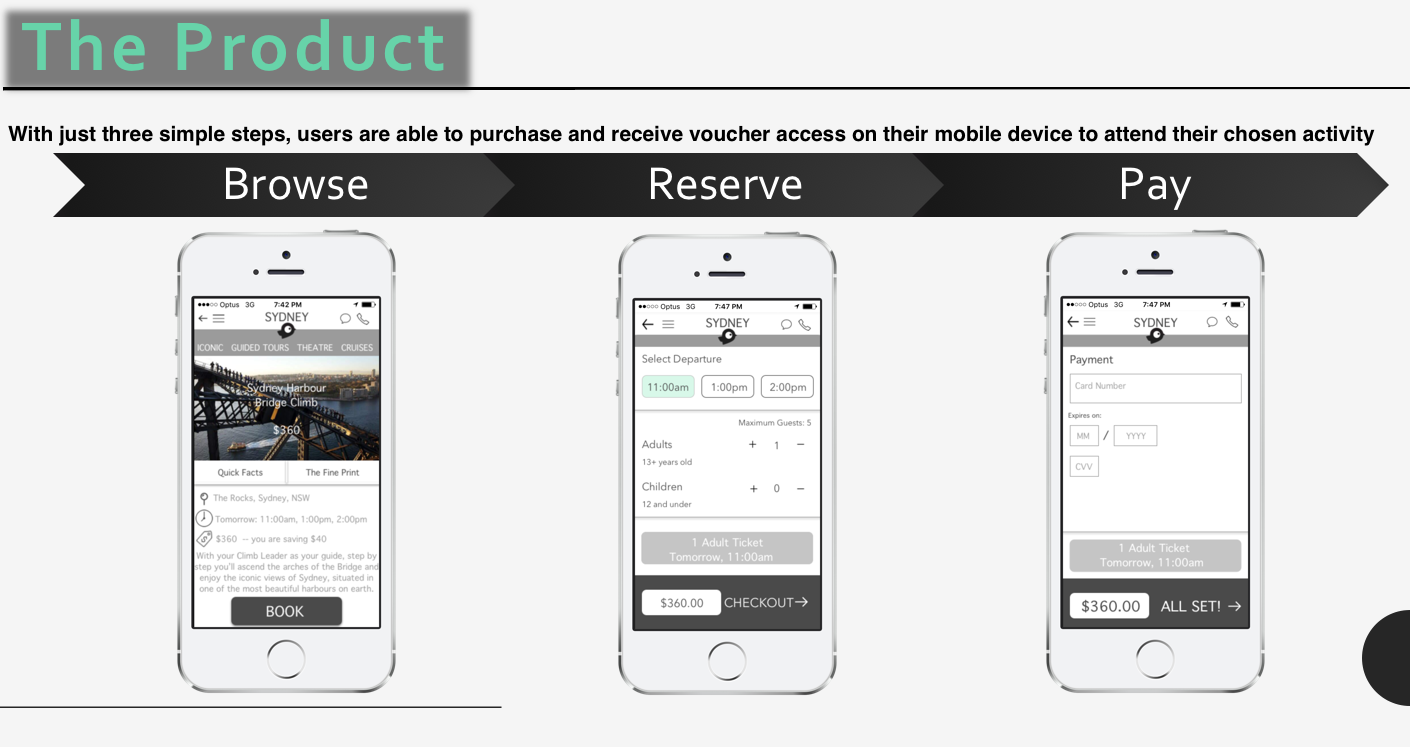 The Product
With just three simple steps, users are able to purchase and receive voucher access on their mobile device to attend their chosen activity
Browse
Reserve
Pay
●●●○○ Optus 3G 7:42 PM
SYDNEY
ICONIC GUIDED TOURS THEATRE CRUISES
Sydney Harbour
Bridge Climb
$360
Quick Facts The Fine Print
The Rocks, Sydney, NSW
Tomorrow: 11:00am, 1:00pm, 2:00pm
$360 -- you are saving $40
With your Climb Leader as your guide, step by
step you'll ascend the arches of the Bridge and
enjoy the iconic views of Sydney, situated in
one of the most beautiful harbours on earth.
BOOK
●●○○○ Optus 3G 7:47 PM
SYDNEY
Select Departure
11:00am 1:00pm 2:00pm
Maximum Guests: 5
Adults + 1 −
13+ years old
Children + 0 −
12 and under
1 Adult Ticket
Tomorrow, 11:00am
$360.00 CHECKOUT→
●●○○○ Optus 3G 7:47 PM
SYDNEY
Payment
Card Number
Expires on:
MM / YYYY
CVV
1 Adult Ticket
Tomorrow, 11:00am
$360.00 ALL SET! →